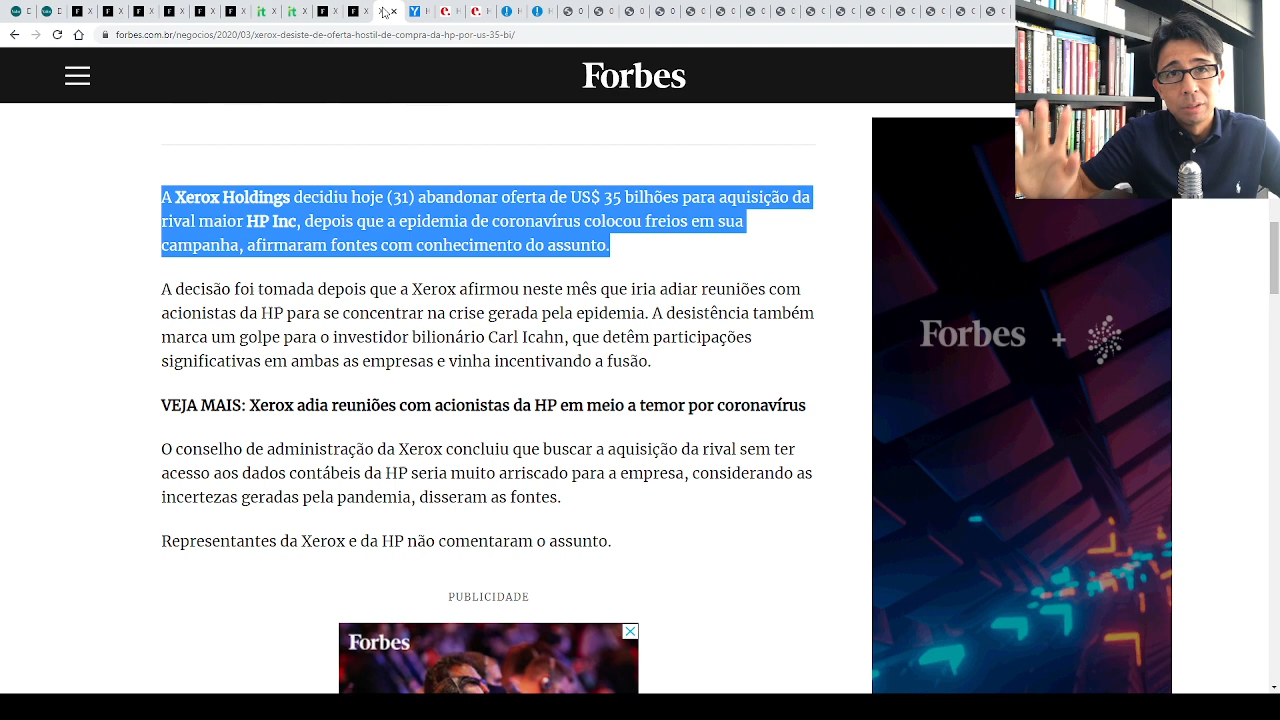 forbes.com.br/negocios/2020/03/xerox-desiste-de-oferta-hostil-de-compra-da-hp-por-us-35-bi/
Forbes
A Xerox Holdings decidiu hoje (31) abandonar oferta de US$ 35 bilhões para aquisição da
rival maior HP Inc, depois que a epidemia de coronavírus colocou freios em sua
campanha, afirmaram fontes com conhecimento do assunto.
A decisão foi tomada depois que a Xerox afirmou neste mês que iria adiar reuniões com
acionistas da HP para se concentrar na crise gerada pela epidemia. A desistência também
marca um golpe para o investidor bilionário Carl Icahn, que detêm participações
significativas em ambas as empresas e vinha incentivando a fusão.
VEJA MAIS: Xerox adia reuniões com acionistas da HP em meio a temor por coronavírus
O conselho de administração da Xerox concluiu que buscar a aquisição da rival sem ter
acesso aos dados contábeis da HP seria muito arriscado para a empresa, considerando as
incertezas geradas pela pandemia, disseram as fontes.
Representantes da Xerox e da HP não comentaram o assunto.
PUBLICIDADE
Forbes
Forbes +